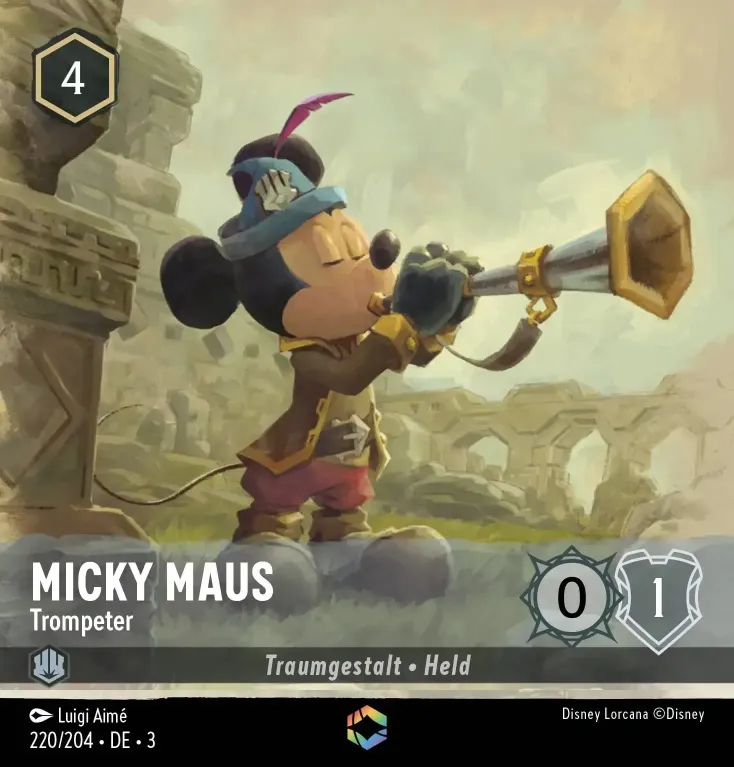 4
MICKY MAUS
Trompeter
0
1
Traumgestalt • Held
Luigi Aimé
Disney Lorcana ©Disney
220/204 • DE • 3